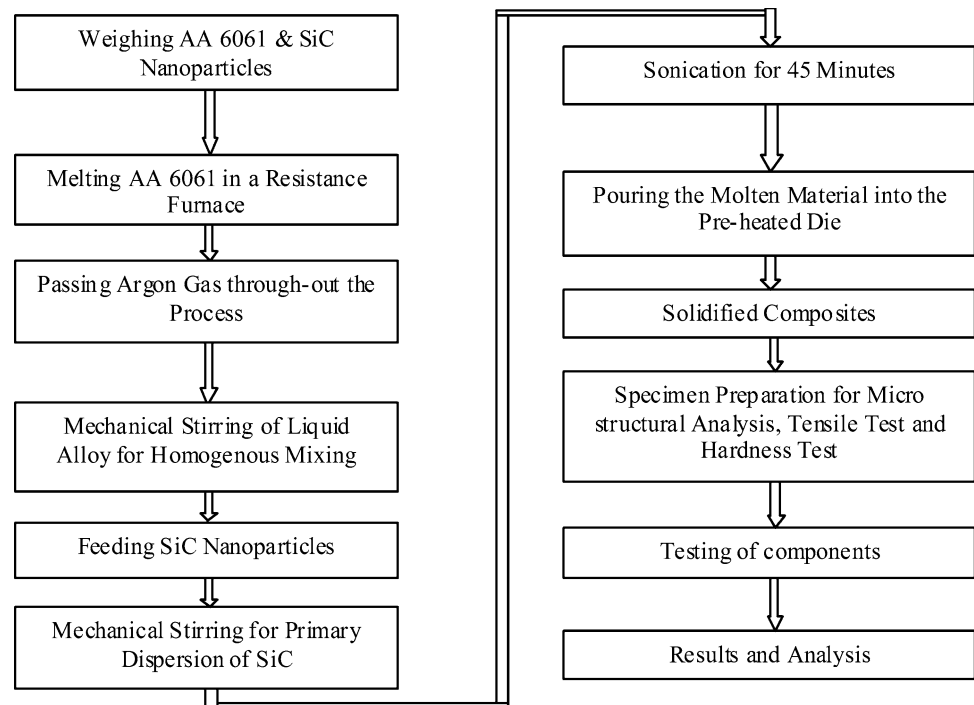 Weighing AA 6061 & SiC
Nanoparticles
Melting AA 6061 in a Resistance
Furnace
Passing Argon Gas through-out the
Process
Mechanical Stirring of Liquid
Alloy for Homogenous Mixing
Feeding SiC Nanoparticles
Mechanical Stirring for Primary
Dispersion of SiC
Sonication for 45 Minutes
Pouring the Molten Material into the
Pre-heated Die
Solidified Composites
Specimen Preparation for Micro
structural Analysis, Tensile Test and
Hardness Test
Testing of components
Results and Analysis